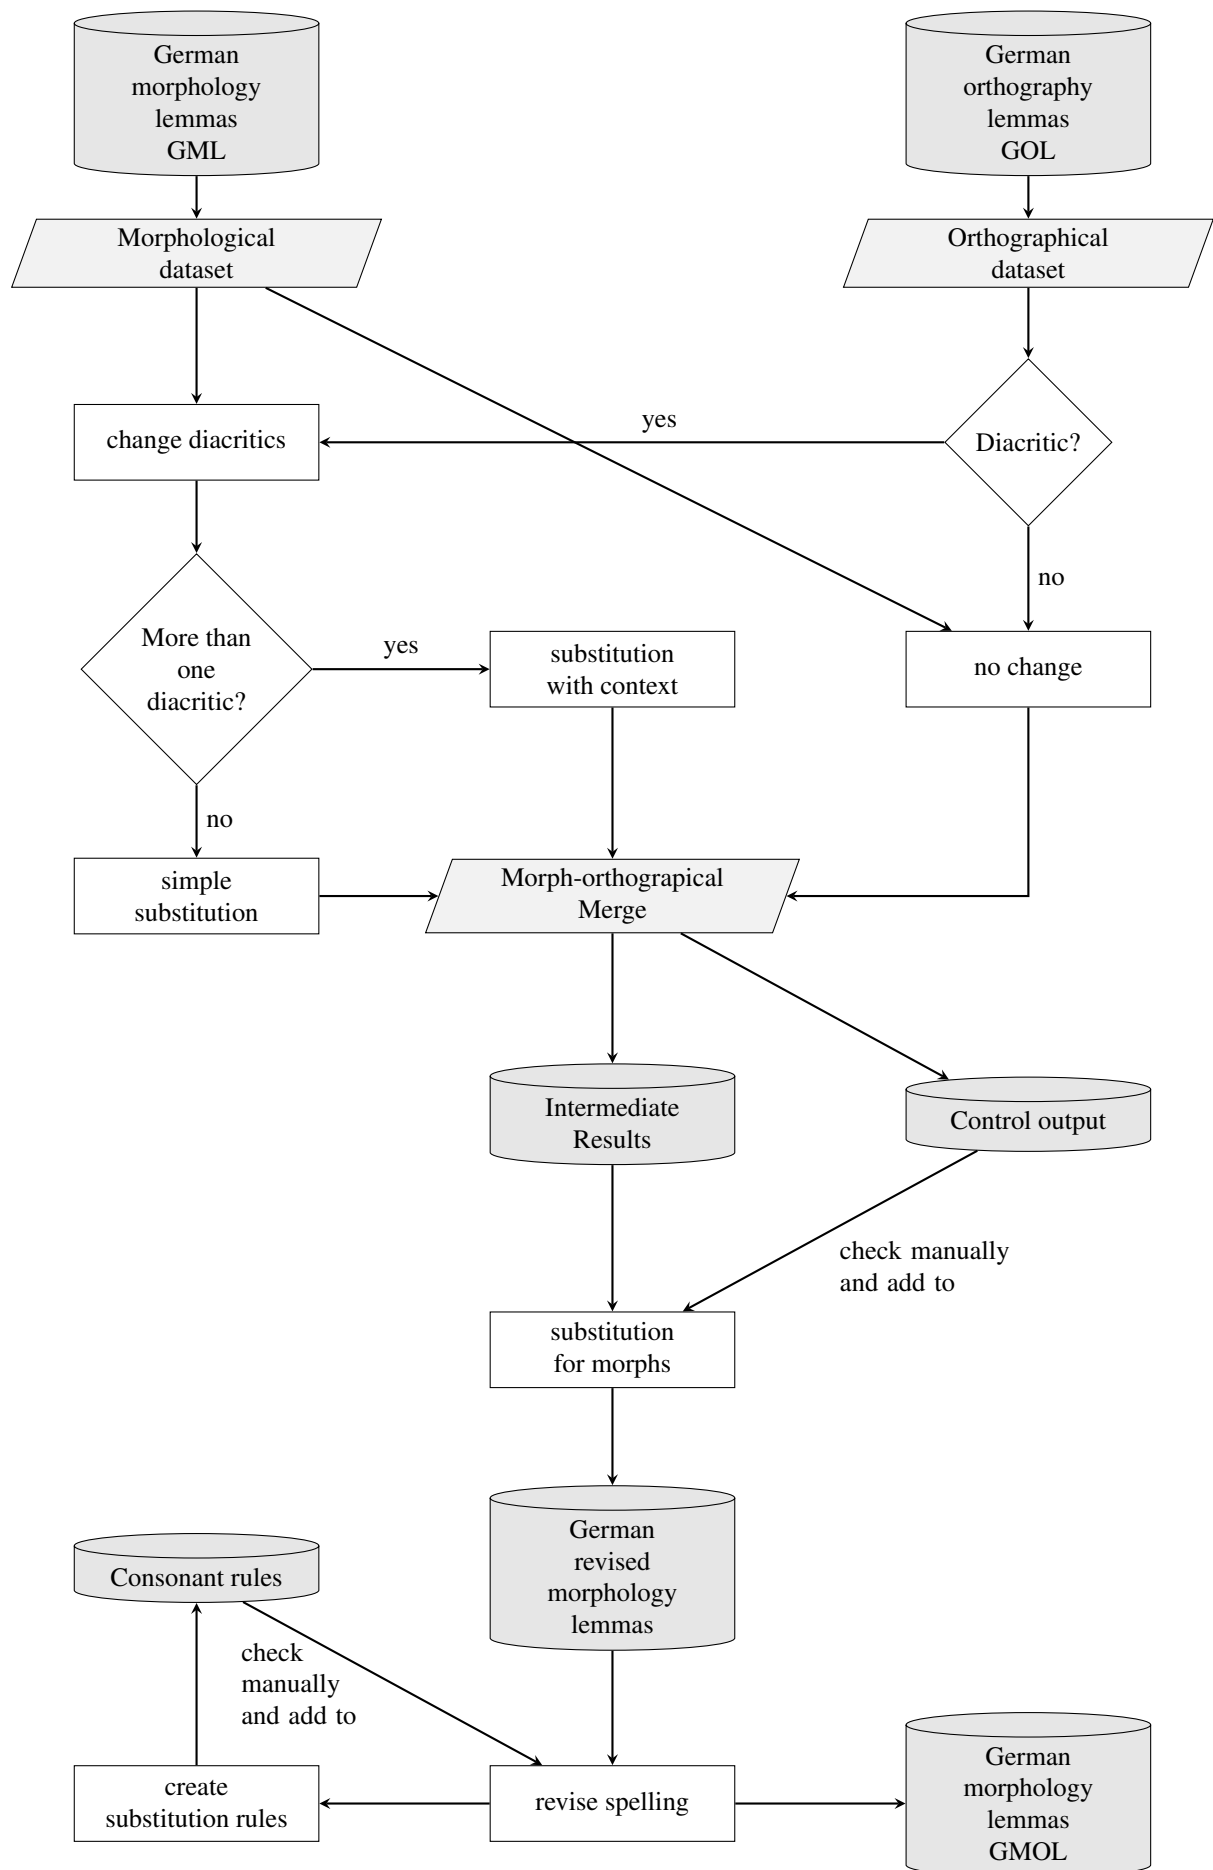 German
morphology
lemmas
GML
German
orthography
lemmas
GOL
Morphological
dataset
Orthographical
dataset
change diacritics
yes
Diacritic?
no
More than
one
diacritic?
yes
substitution
with context
no change
no
simple
substitution
Morph-orthograpical
Merge
Intermediate
Results
Control output
check manually
and add to
substitution
for morphs
German
revised
morphology
lemmas
Consonant rules
check
manually
and add to
create
substitution rules
revise spelling
German
morphology
lemmas
GMOL